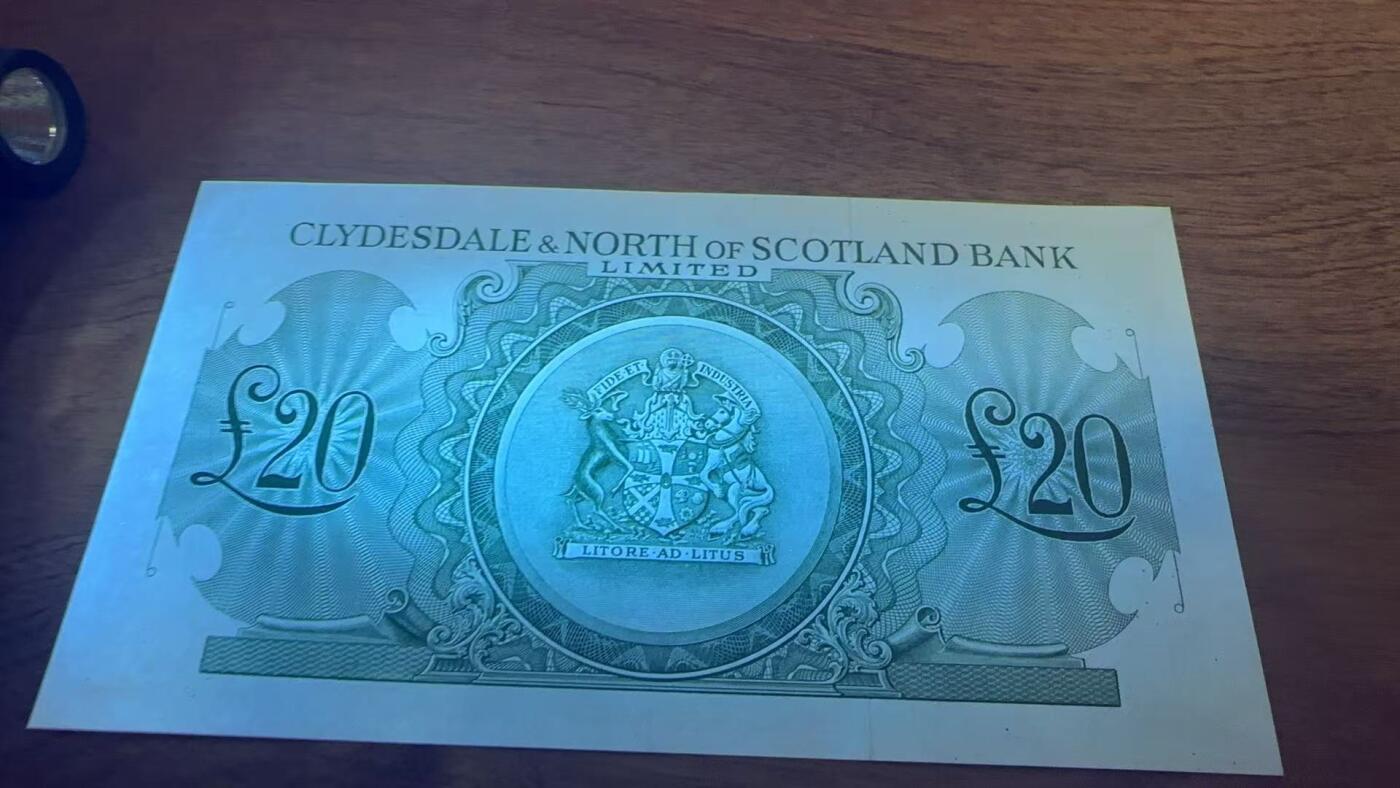 CLYDESDALE & NORTH OF SCOTLAND BANK
LIMITED
FIDE·ET INDUSTRIA
£20 £20
LITORE·AD·LITUS